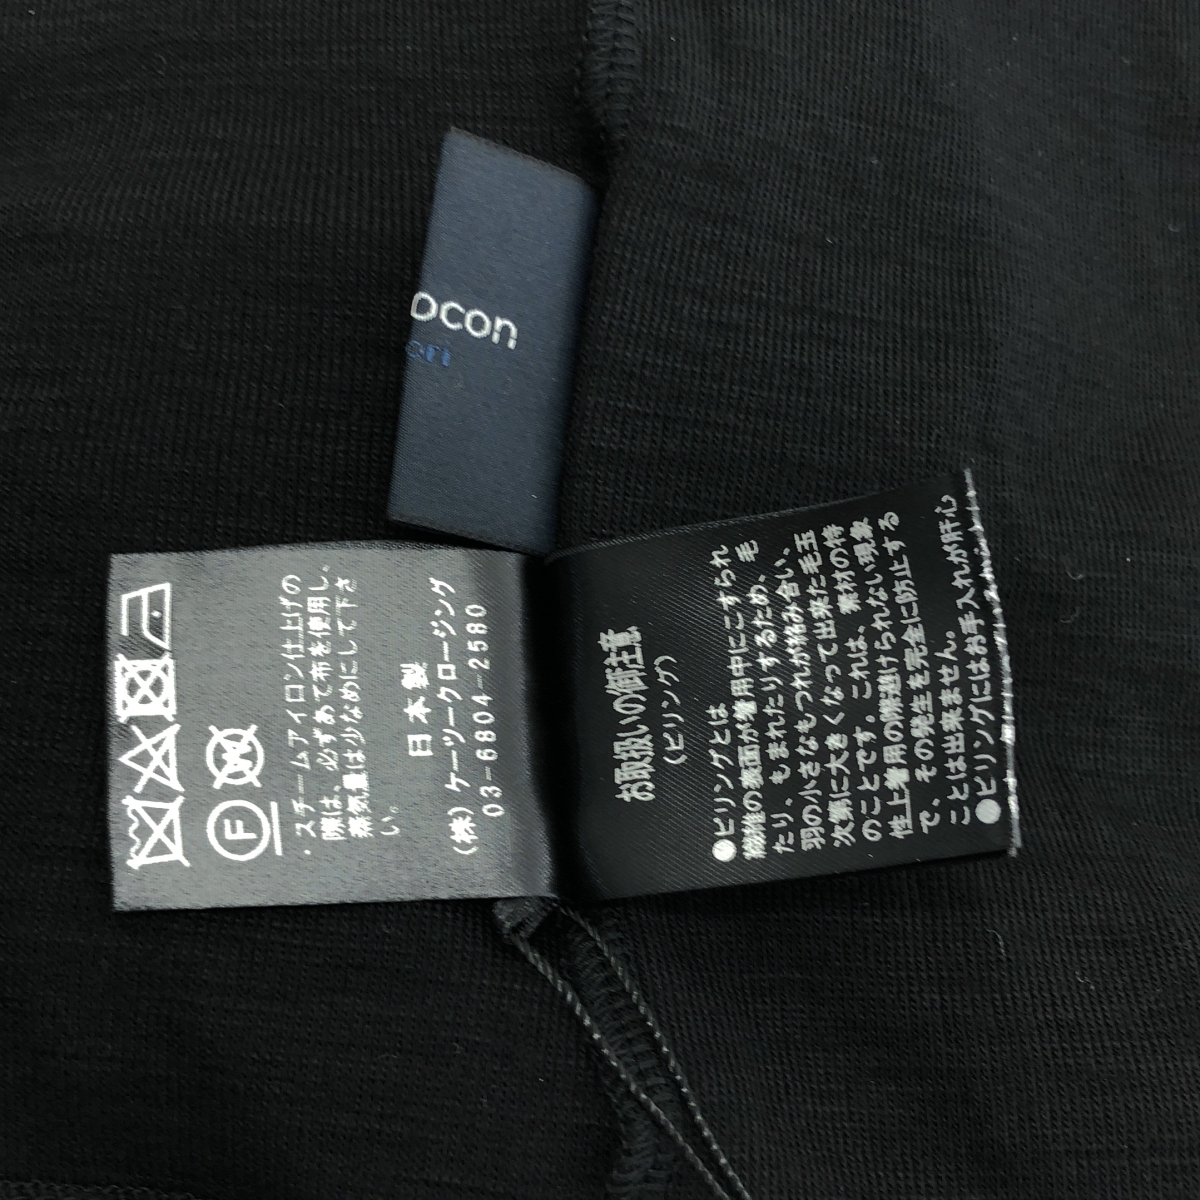 ocon
ori
F
W
・スチームアイロン仕上げの
際は、必ずあて布を使用し、
蒸気量は少なめにして下さ
い。
日本製
(株)ケーツークロージング
03-6804-2580
お取扱いの御注意
(ピリング)
●ピリングとは
繊維の表面が着用中にこすられ
たり、もまれたりするため、毛
羽の小さなもつれが絡み合い、
次第に大きくなって出来た毛玉
のことです。これは、素材の特
性上着用の際避けられない現象
で、その発生を完全に防止する
ことは出来ません。
●ピリングにはお手入れが肝心